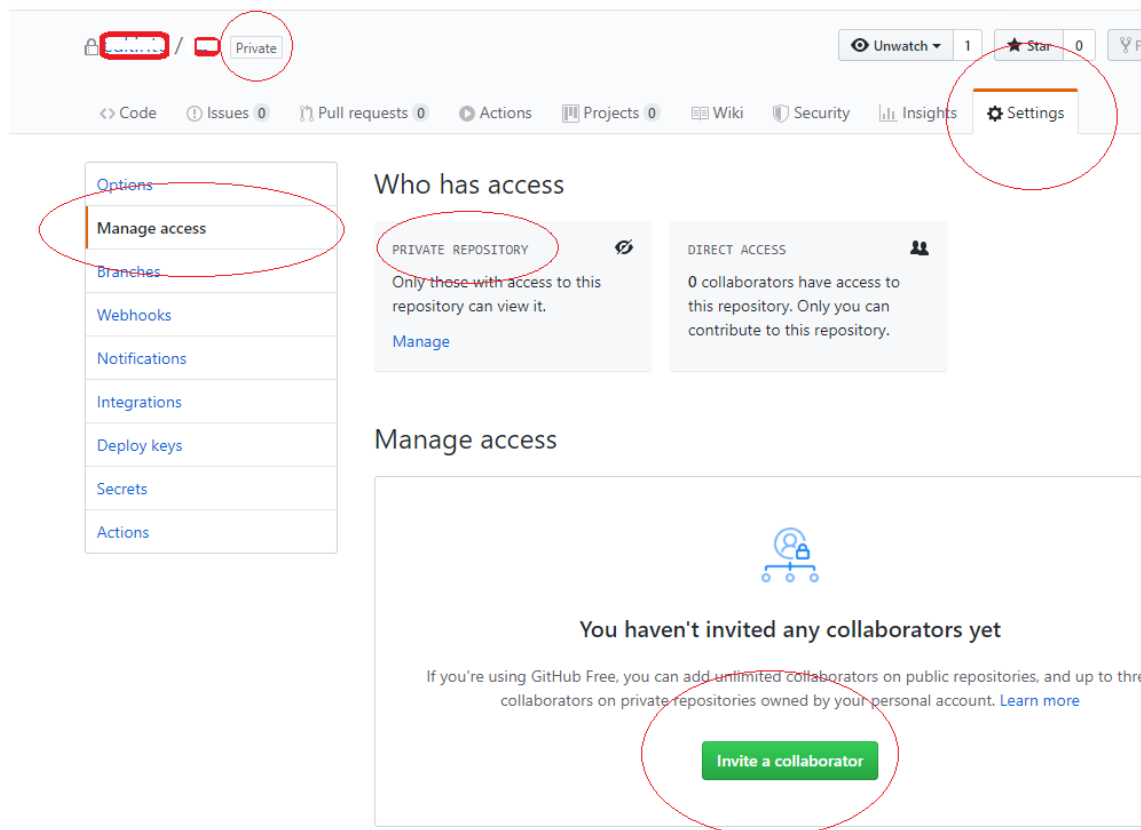 / Private
Unwatch 1 Star 0
Code Issues 0 Pull requests 0 Actions Projects 0 Wiki Security Insights Settings
Options
Manage access
Branches
Webhooks
Notifications
Integrations
Deploy keys
Secrets
Actions
Who has access
PRIVATE REPOSITORY
Only those with access to this
repository can view it.
Manage
DIRECT ACCESS
0 collaborators have access to
this repository. Only you can
contribute to this repository.
Manage access
You haven't invited any collaborators yet
If you're using GitHub Free, you can add unlimited collaborators on public repositories, and up to thre
collaborators on private repositories owned by your personal account. Learn more
Invite a collaborator